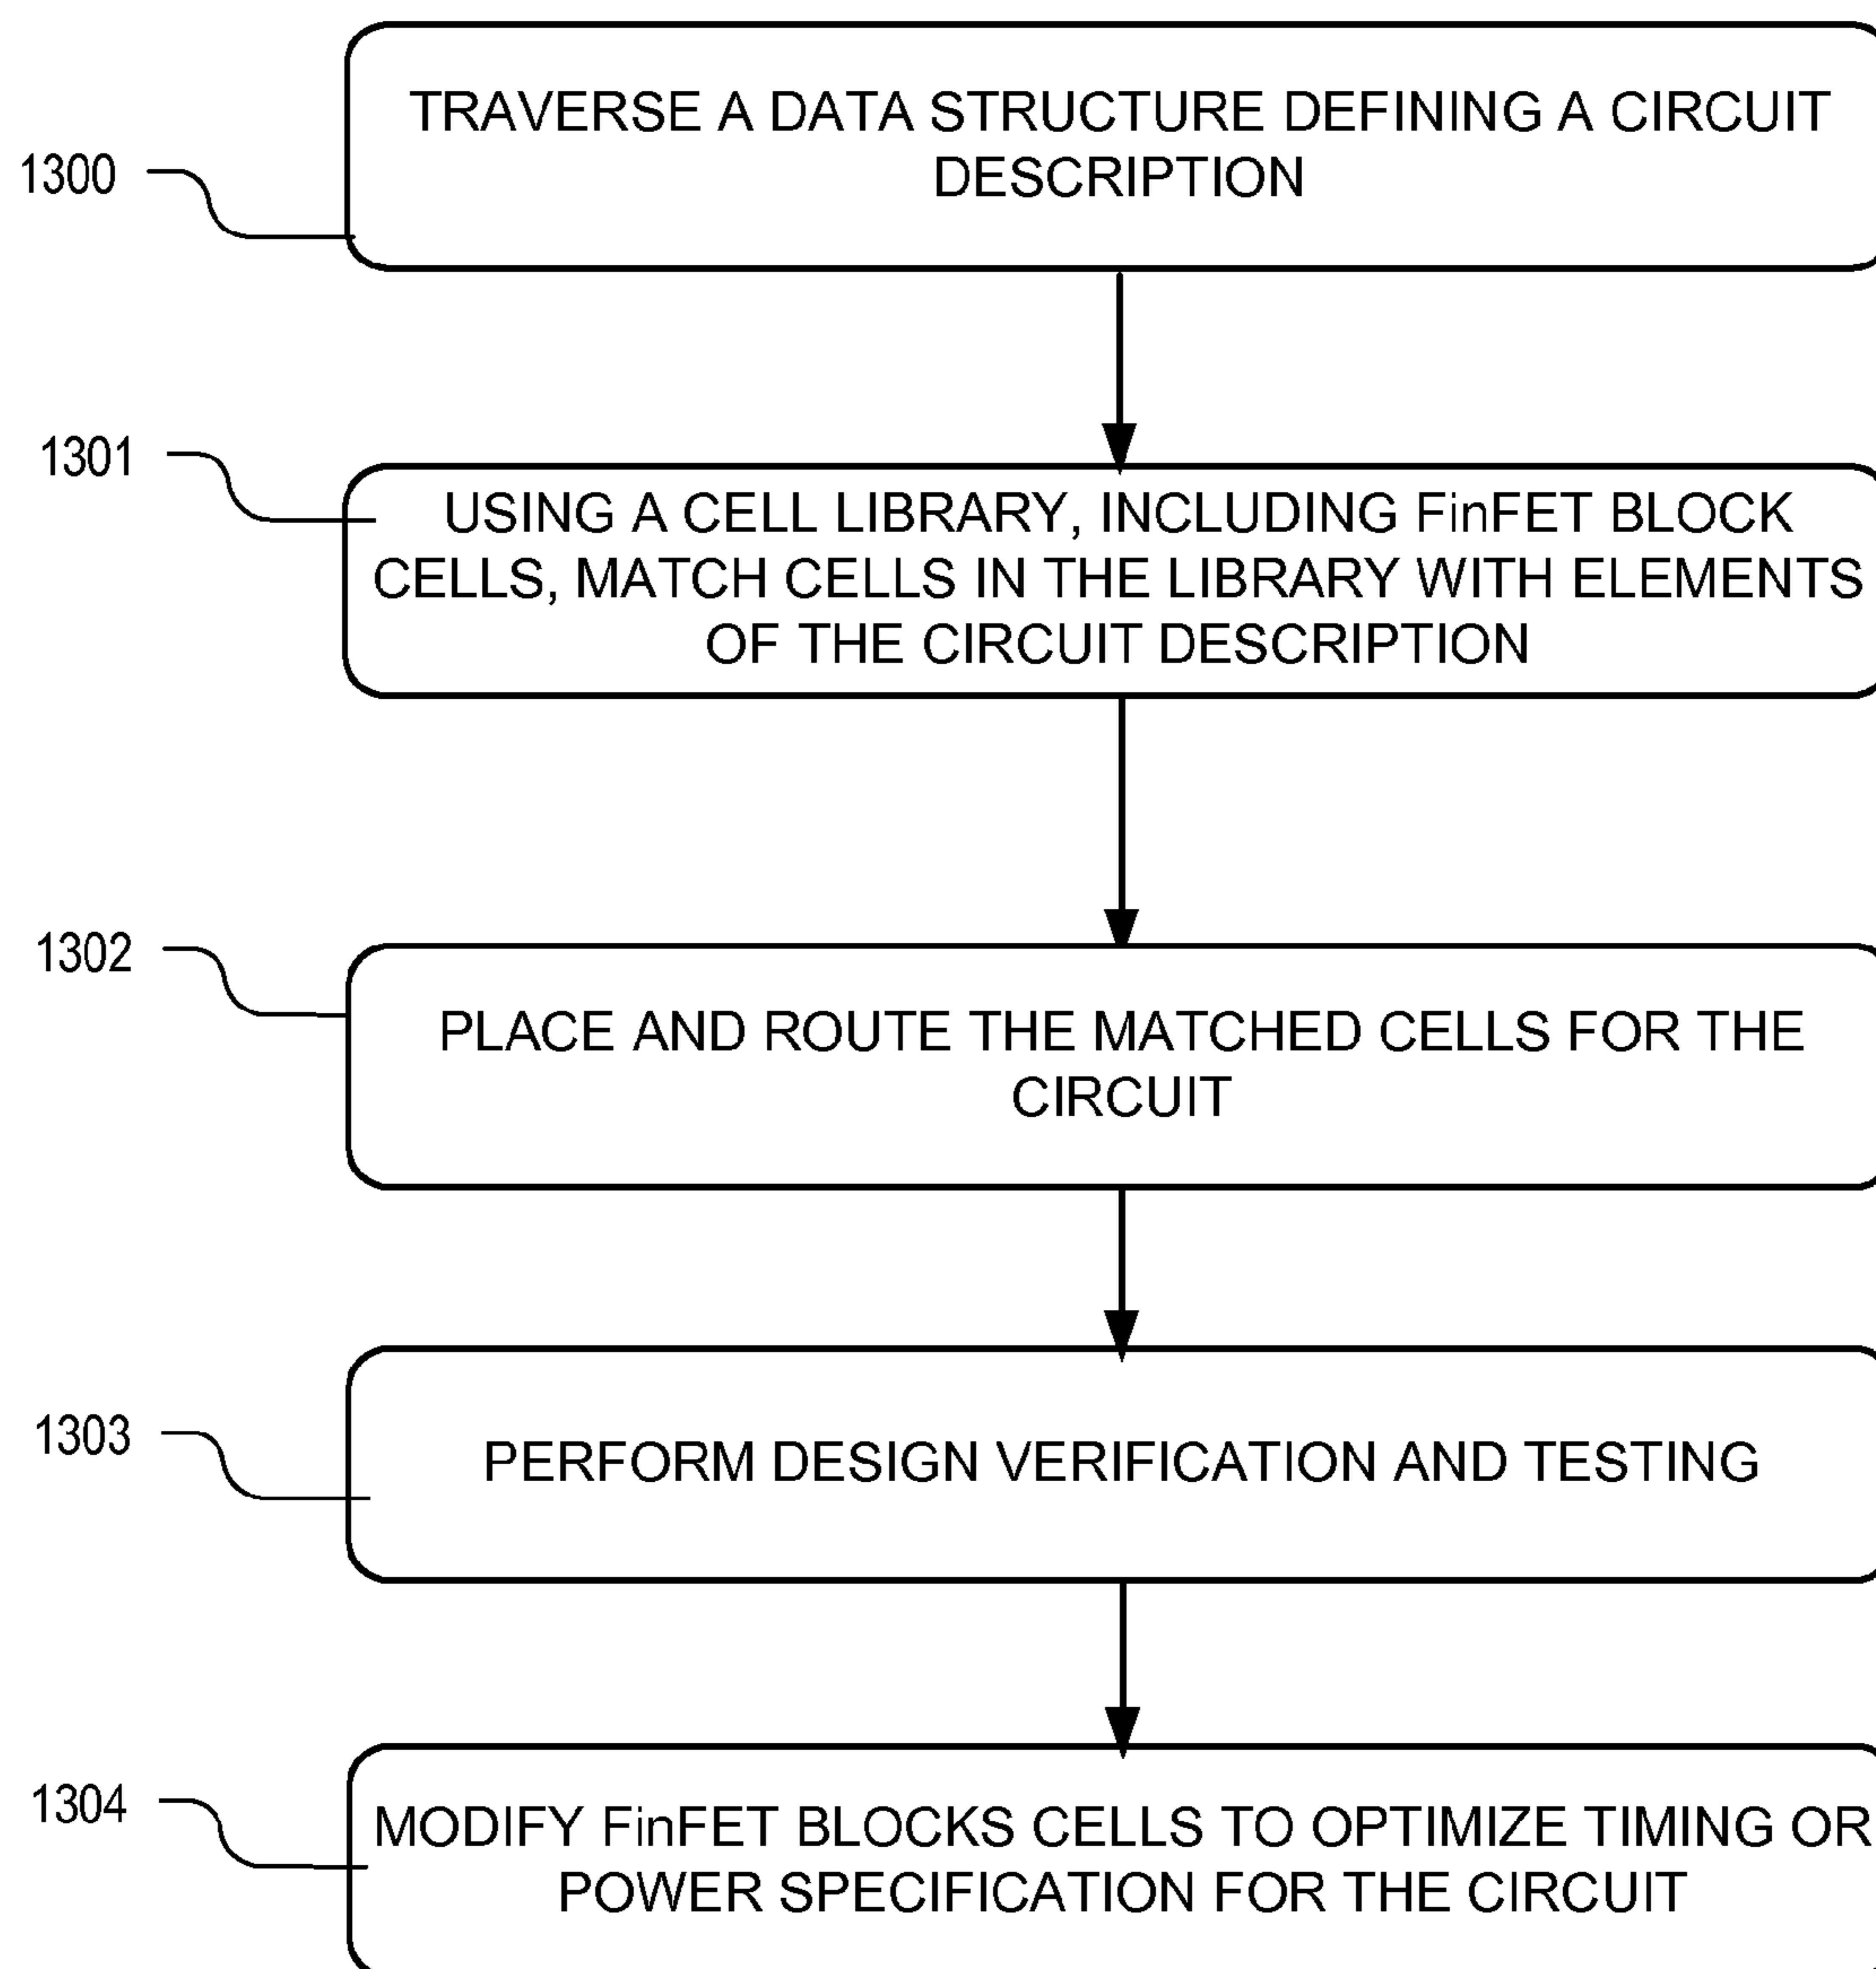 TRAVERSE A DATA STRUCTURE DEFINING A CIRCUIT
DESCRIPTION
1300
1301
USING A CELL LIBRARY, INCLUDING FinFET BLOCK
CELLS, MATCH CELLS IN THE LIBRARY WITH ELEMENTS
OF THE CIRCUIT DESCRIPTION
1302
PLACE AND ROUTE THE MATCHED CELLS FOR THE
CIRCUIT
1303
PERFORM DESIGN VERIFICATION AND TESTING
1304
MODIFY FinFET BLOCKS CELLS TO OPTIMIZE TIMING OR
POWER SPECIFICATION FOR THE CIRCUIT